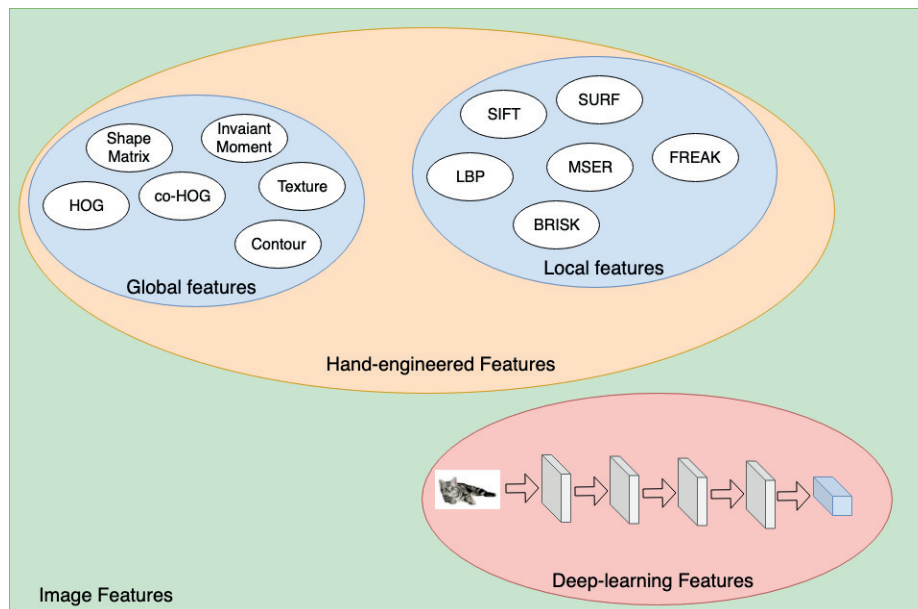 Shape
Matrix
Invaiant
Moment
HOG
co-HOG
Texture
Contour
Global features
SIFT
SURF
LBP
MSER
FREAK
BRISK
Local features
Hand-engineered Features
Deep-learning Features
Image Features